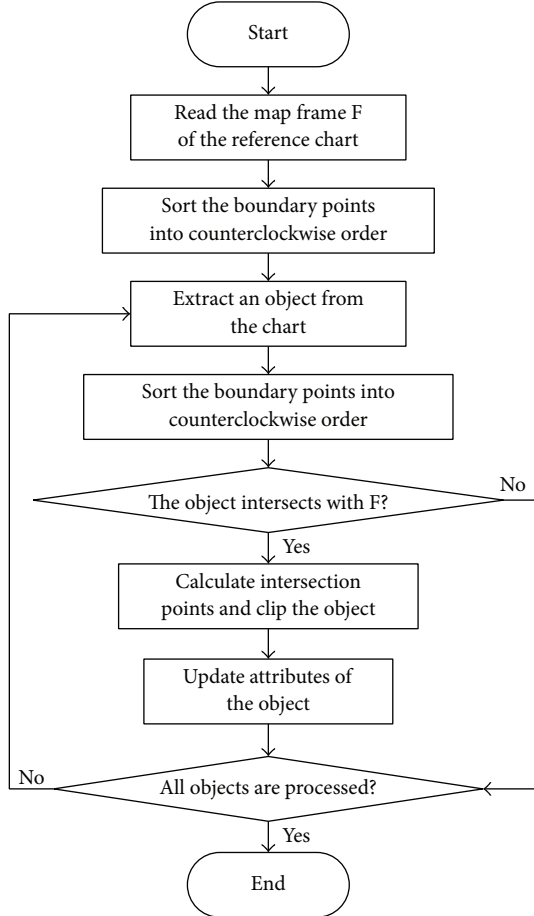 Start
Read the map frame F
of the reference chart
Sort the boundary points
into counterclockwise order
Extract an object from
the chart
Sort the boundary points into
counterclockwise order
The object intersects with F?
No
Yes
Calculate intersection
points and clip the object
Update attributes of
the object
No
All objects are processed?
Yes
End